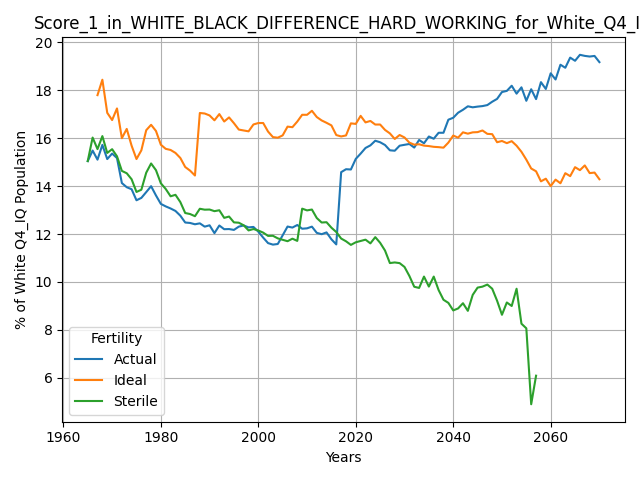 Score_1_in_WHITE_BLACK_DIFFERENCE_HARD_WORKING_for_White_Q4_I
% of White Q4_IQ Population
20
18
16
14
12
10
8
6
Fertility
Actual
Ideal
Sterile
1960
1980
2000
2020
2040
2060
Years